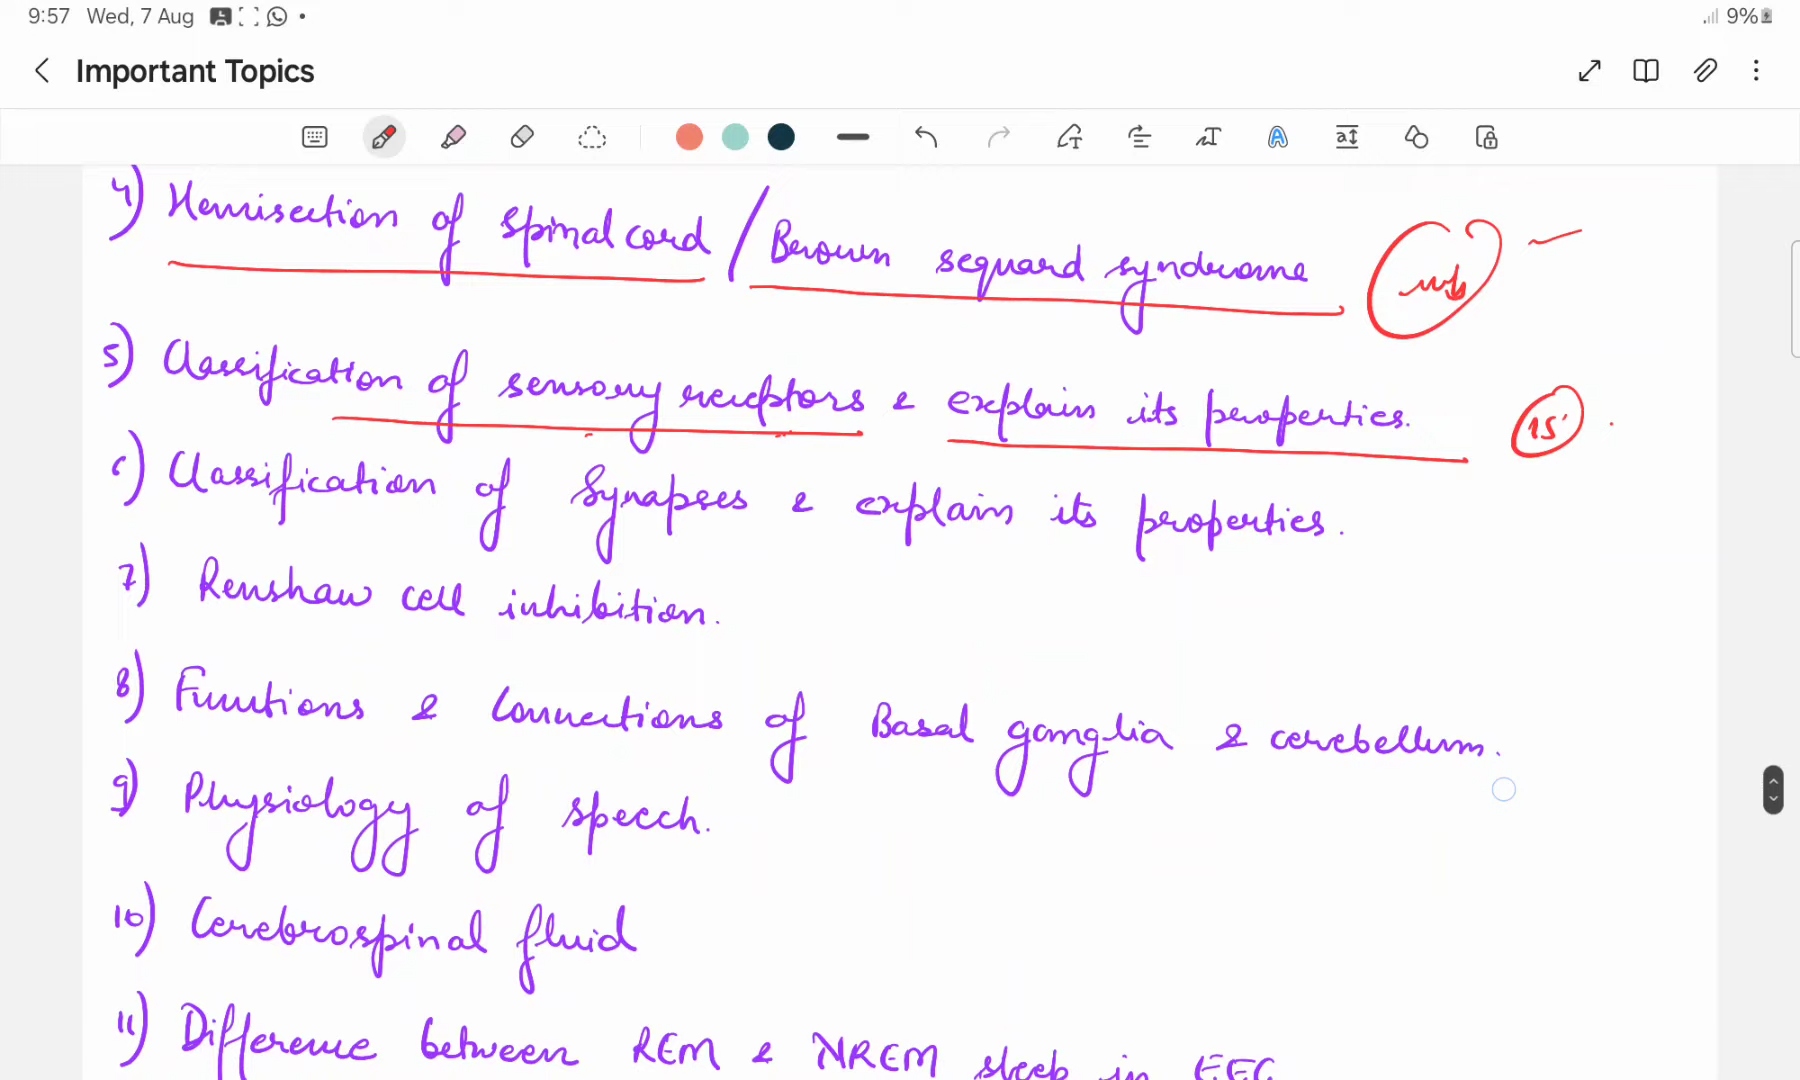 9:57 Wed, 7 Aug 9%
Important Topics
4) Hemisection of spinal cord / Brown sequard syndrome
5) Classification of sensory receptors & explain its properties. 15
6) Classification of Synapses & explain its properties.
7) Renshaw cell inhibition.
8) Functions & Connections of Basal ganglia & cerebellum.
9) Physiology of speech.
10) Cerebrospinal fluid
11) Difference between REM & NREM sleep in EEG